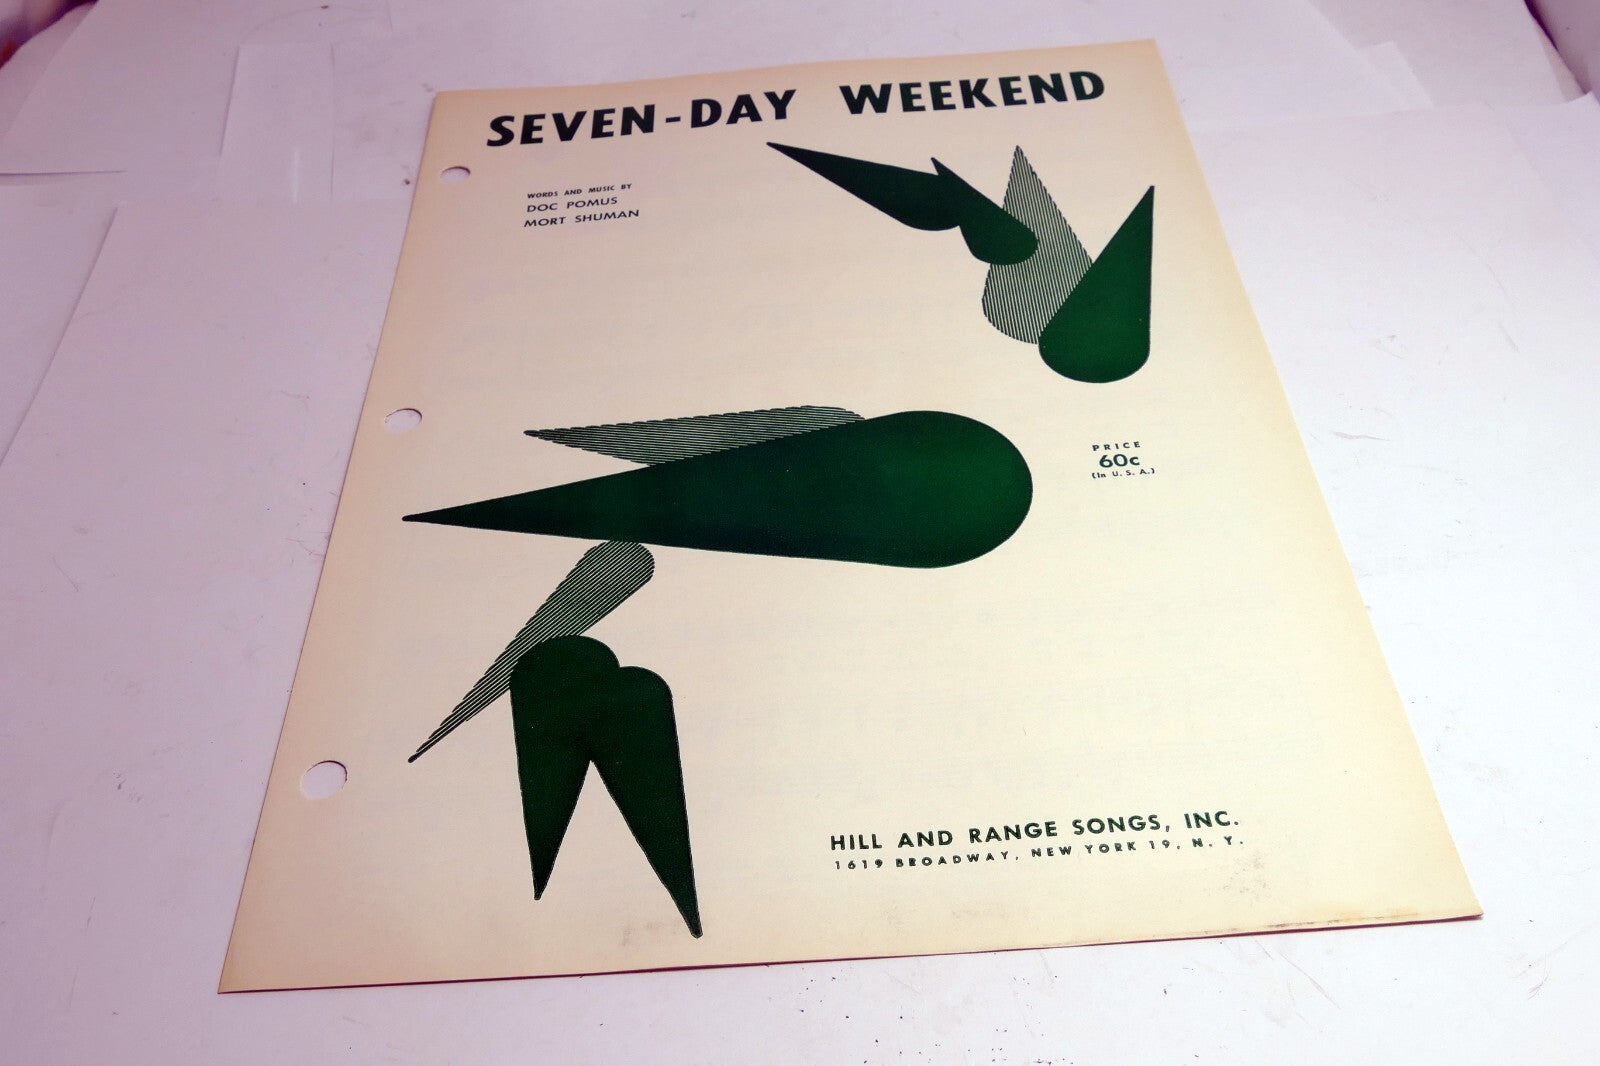 SEVEN-DAY WEEKEND
WORDS AND MUSIC BY
DOC POMUS
MORT SHUMAN
PRICE
60c
(In U. S. A.)
HILL AND RANGE SONGS, INC.
1619 BROADWAY, NEW YORK 19, N. Y.